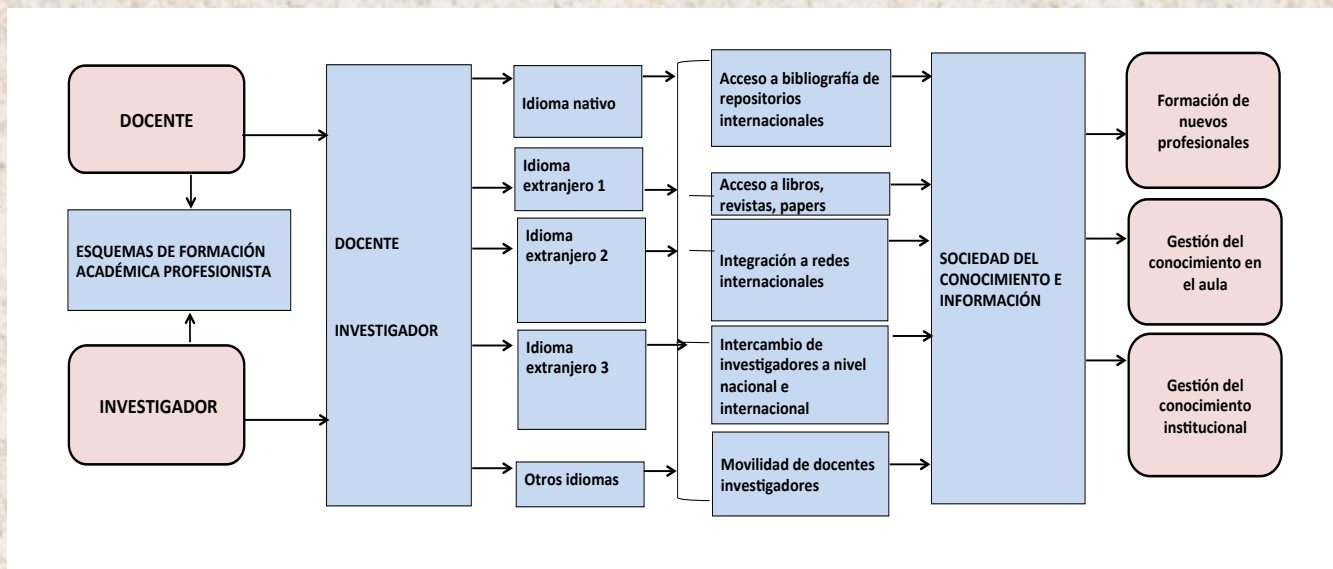 DOCENTE
ESQUEMAS DE FORMACIÓN
ACADÉMICA PROFESIONISTA
INVESTIGADOR
DOCENTE
INVESTIGADOR
Idioma nativo
Idioma
extranjero 1
Idioma
extranjero 2
Idioma
extranjero 3
Otros idiomas
Acceso a bibliografía de
repositorios
internacionales
Acceso a libros,
revistas, papers
Integración a redes
internacionales
Intercambio de
investigadores a nivel
nacional e
internacional
Movilidad de docentes
investigadores
SOCIEDAD DEL
CONOCIMIENTO E
INFORMACIÓN
Formación de
nuevos
profesionales
Gestión del
conocimiento en
el aula
Gestión del
conocimiento
institucional